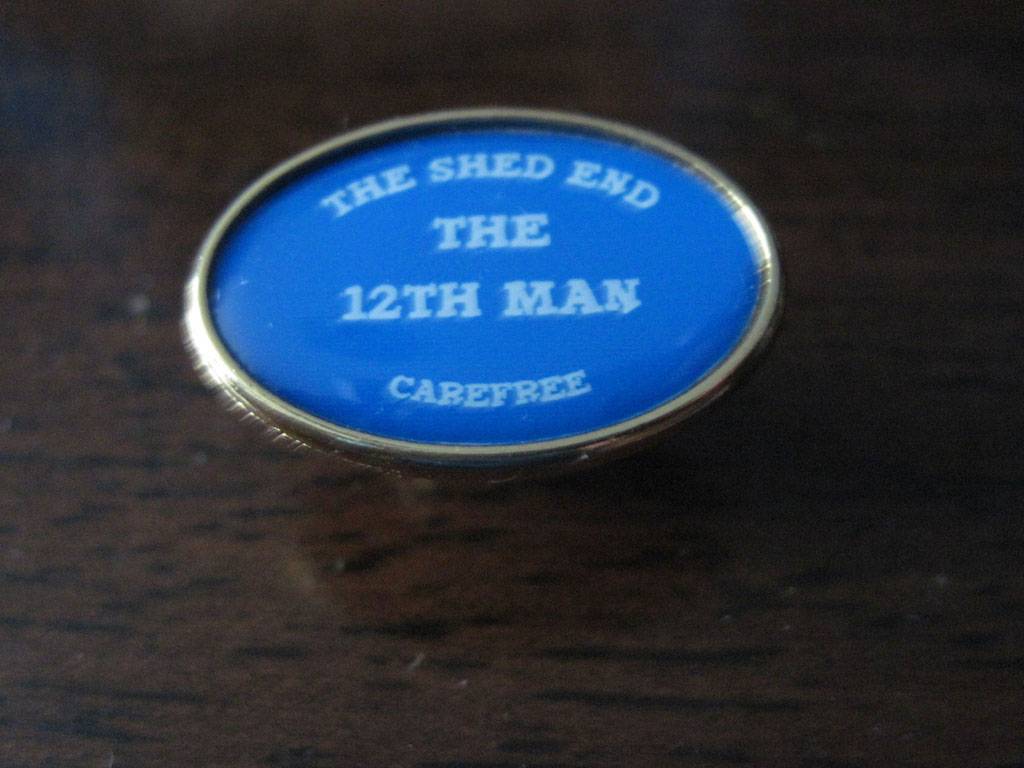 THE SHED END
THE
12TH MAN
CAREFREE